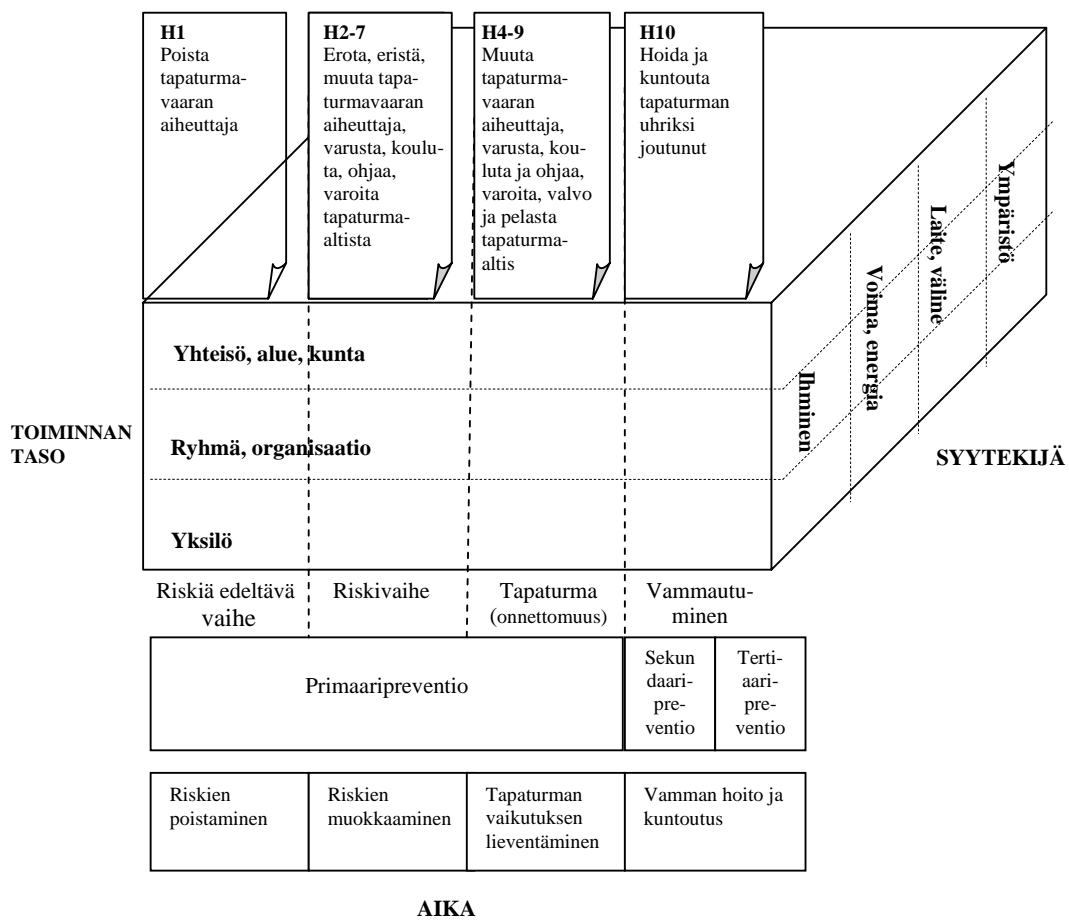 H1
Poista
tapaturma-
vaaran
aiheuttaja
H2-7
Erota, eristä,
muuta tapa-
turmavaaran
aiheuttaja,
varusta, koulu-
ta, ohjaa,
varoita
tapaturma-
altista
H4-9
Muuta
tapaturma-
vaaran
aiheuttaja,
varusta, kou-
luta ja ohjaa,
varoita, valvo
ja pelasta
tapaturma-
altis
H10
Hoida ja
kuntouta
tapaturman
uhriksi
joutunut
Ihminen
Voima, energia
Laite, väline
Ympäristö
SYYTEKIJÄ
TOIMINNAN
TASO
Yhteisö, alue, kunta
Ryhmä, organisaatio
Yksilö
Riskiä edeltävä
vaihe
Riskivaihe
Tapaturma
(onnettomuus)
Vammautu-
minen
Primaaripreventio
Sekun
daari-
pre-
ventio
Terti-
aari-
pre-
ventio
Riskien
poistaminen
Riskien
muokkaaminen
Tapaturman
vaikutuksen
lieventäminen
Vamman hoito ja
kuntoutus
AIKA